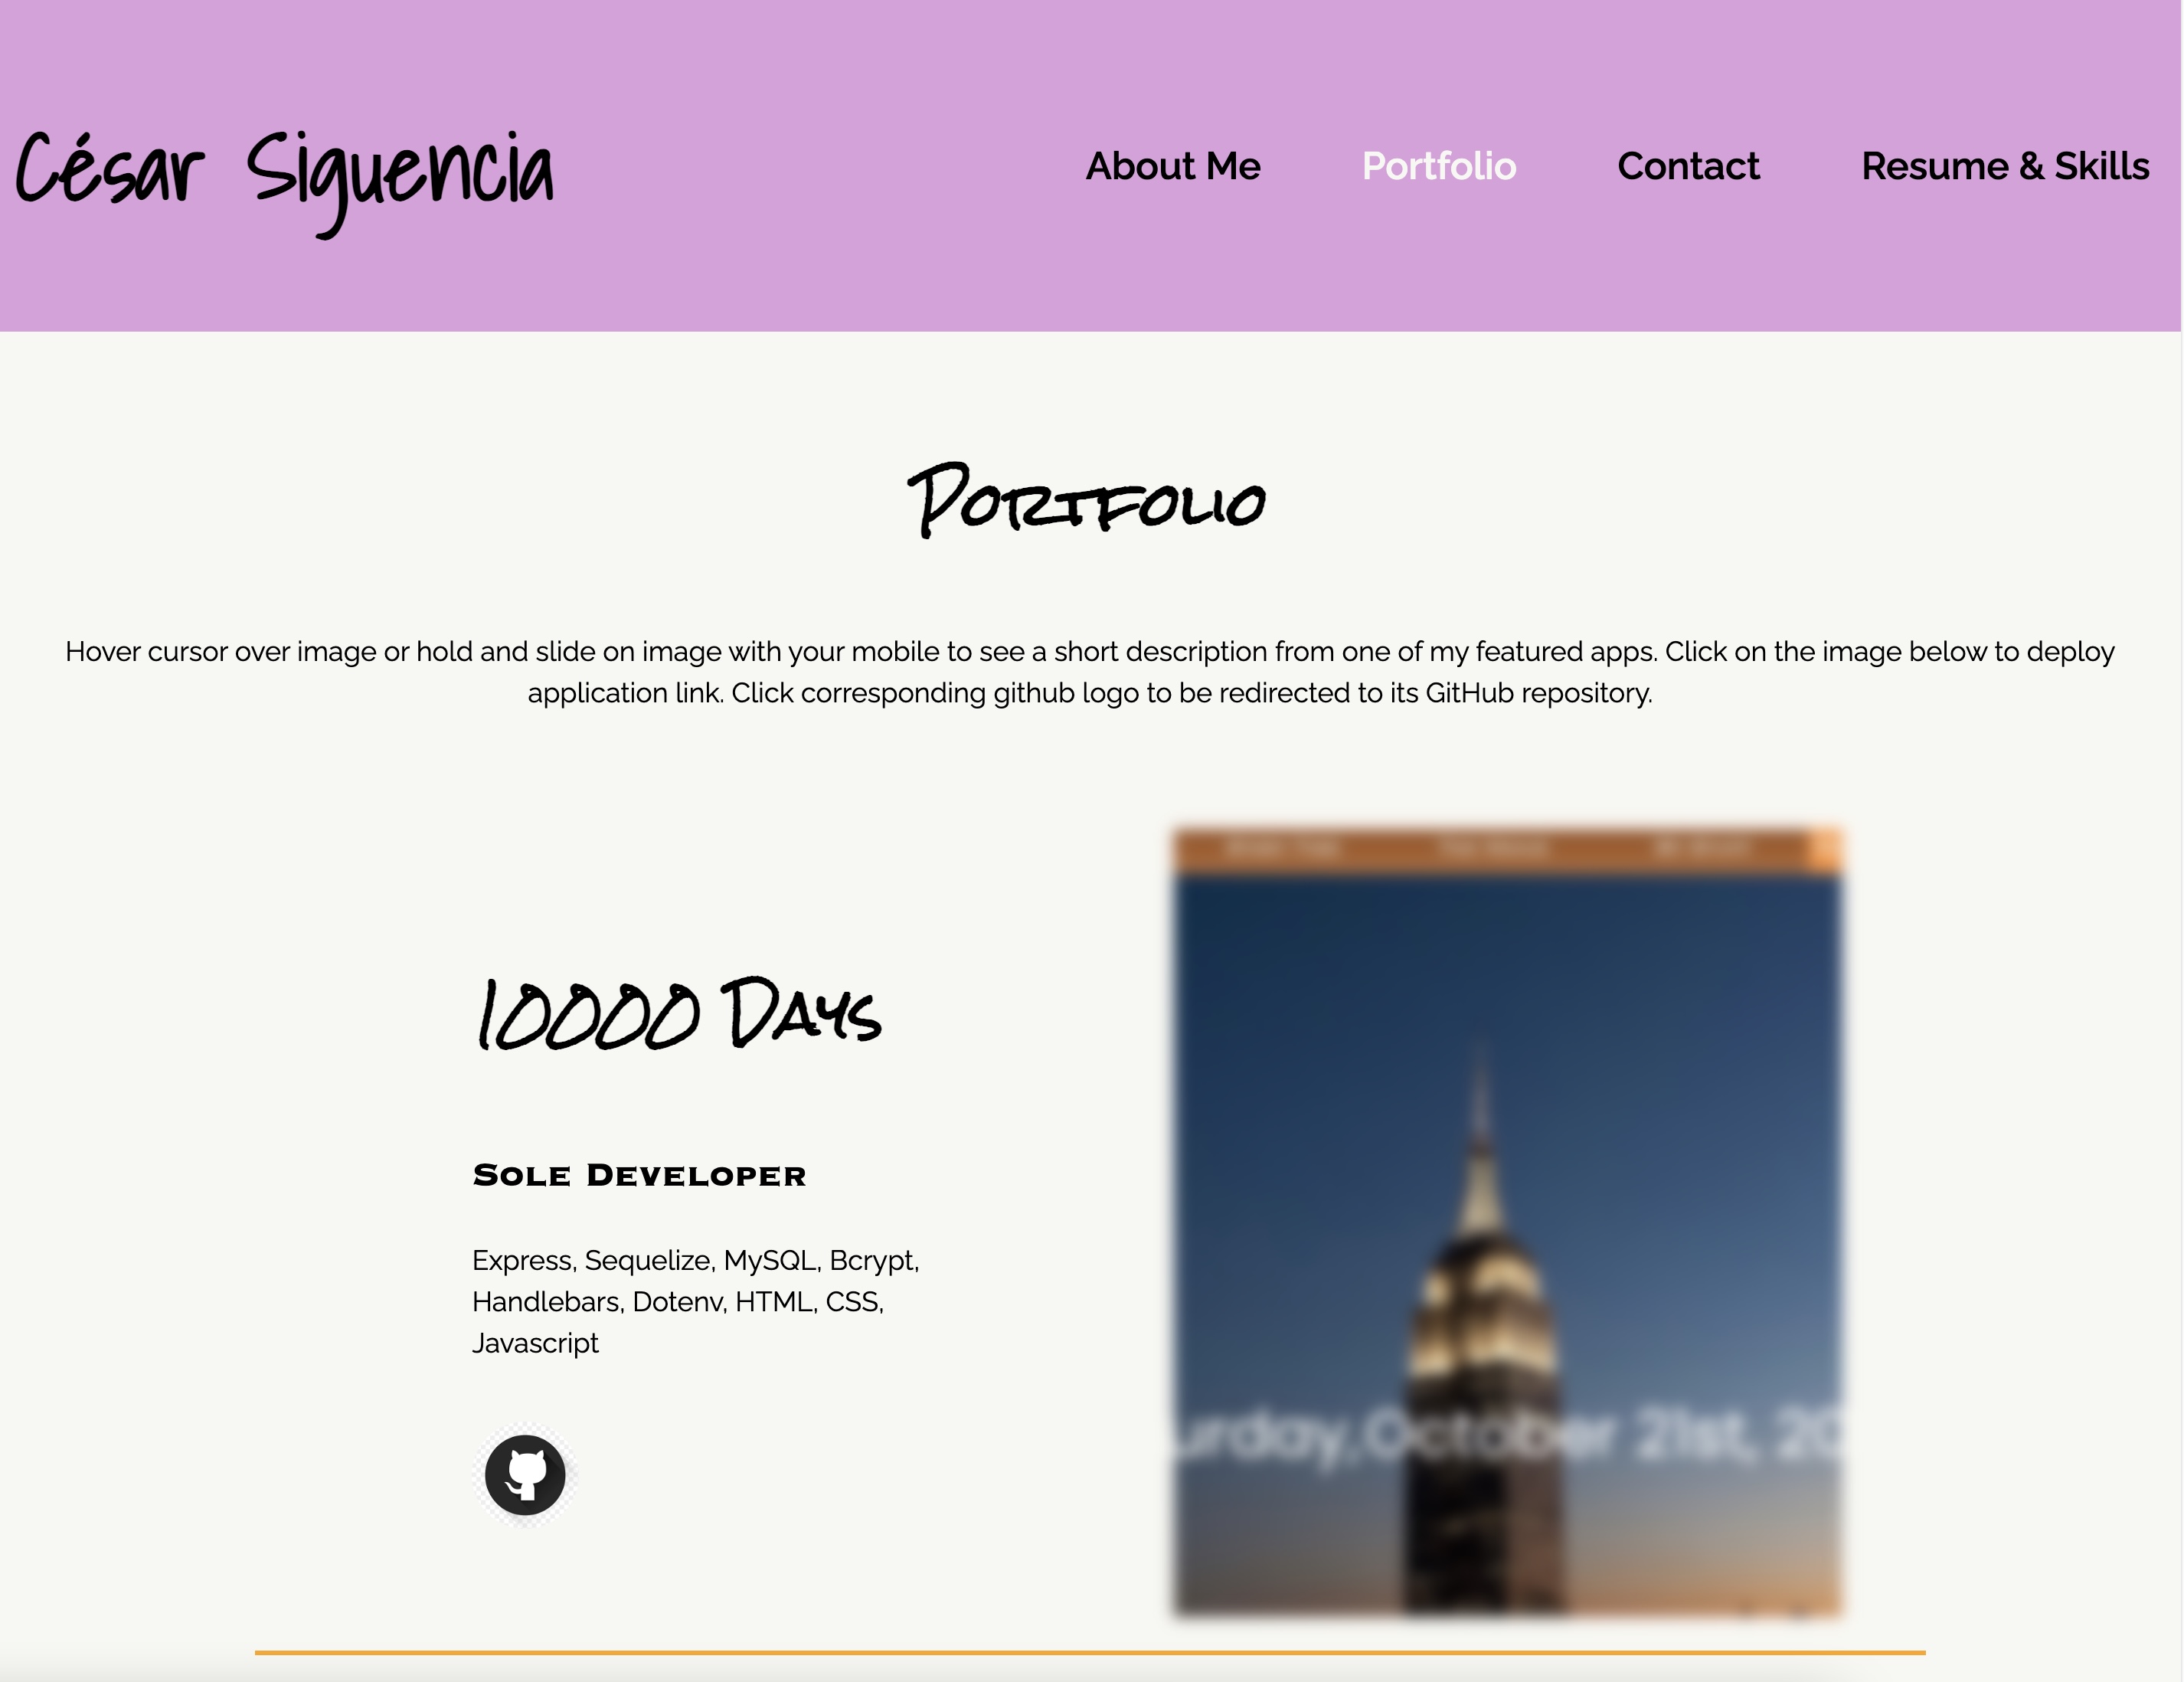 César Siguencia
About Me Portfolio Contact Resume & Skills
Portfolio
Hover cursor over image or hold and slide on image with your mobile to see a short description from one of my featured apps. Click on the image below to deploy
application link. Click corresponding github logo to be redirected to its GitHub repository.
10000 Days
Sole Developer
Express, Sequelize, MySQL, Bcrypt,
Handlebars, Dotenv, HTML, CSS,
Javascript
urday,October 21st, 20